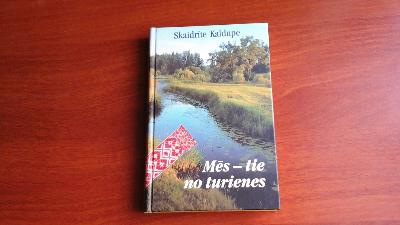 Skaidrīte Kaldupe
Mēs – tie
no turienes